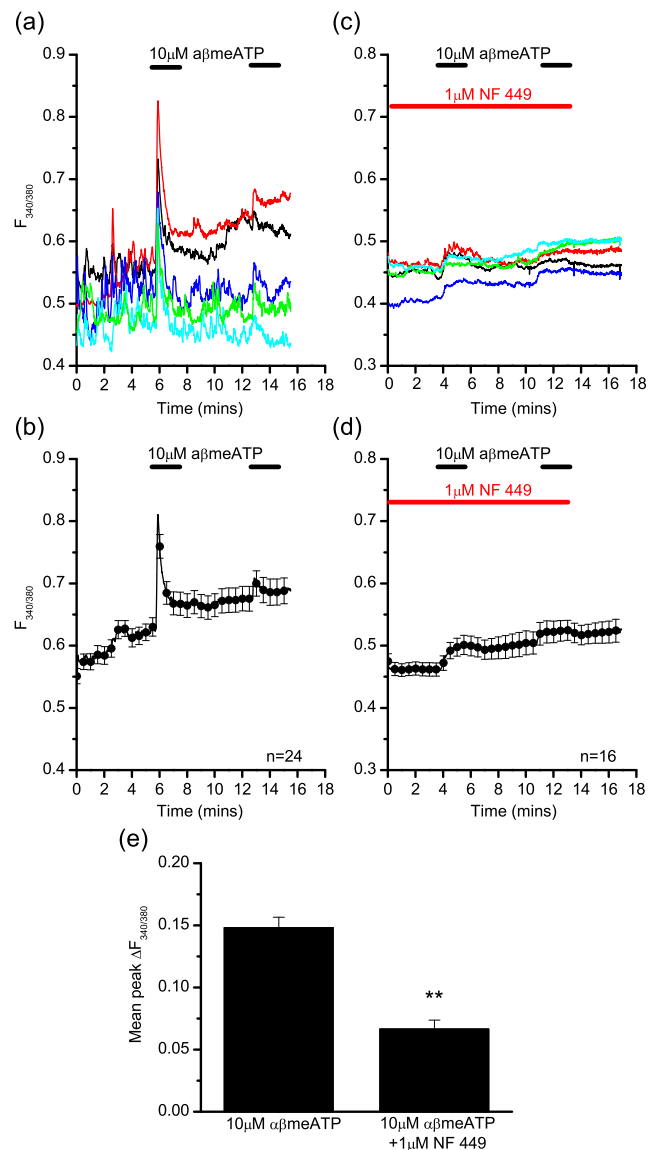 (a)
10μM aβmeATP
0.9
0.8
0.7
0.6
0.5
0.4
F340/380
0 2 4 6 8 10 12 14 16 18
Time (mins)
(c)
10μM aβmeATP
1μM NF 449
0.8
0.7
0.6
0.5
0.4
0.3
0 2 4 6 8 10 12 14 16 18
Time (mins)
(b)
10μM aβmeATP
0.9
0.8
0.7
0.6
0.5
0.4
F340/380
n=24
0 2 4 6 8 10 12 14 16 18
Time (mins)
(d)
10μM aβmeATP
1μM NF 449
0.8
0.7
0.6
0.5
0.4
0.3
n=16
0 2 4 6 8 10 12 14 16 18
Time (mins)
(e)
0.20
0.15
0.10
0.05
0.00
Mean peak ΔF340/380
**
10μM αβmeATP
10μM αβmeATP
+1μM NF 449